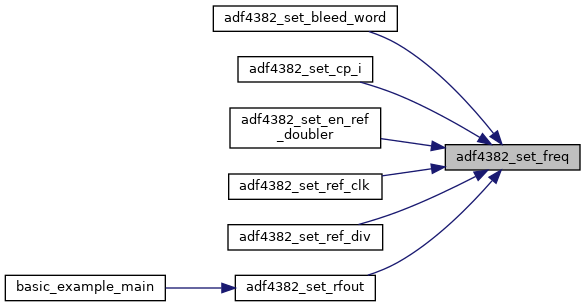 adf4382_set_bleed_word
adf4382_set_cp_i
adf4382_set_en_ref
_doubler
adf4382_set_freq
adf4382_set_ref_clk
adf4382_set_ref_div
basic_example_main
adf4382_set_rfout